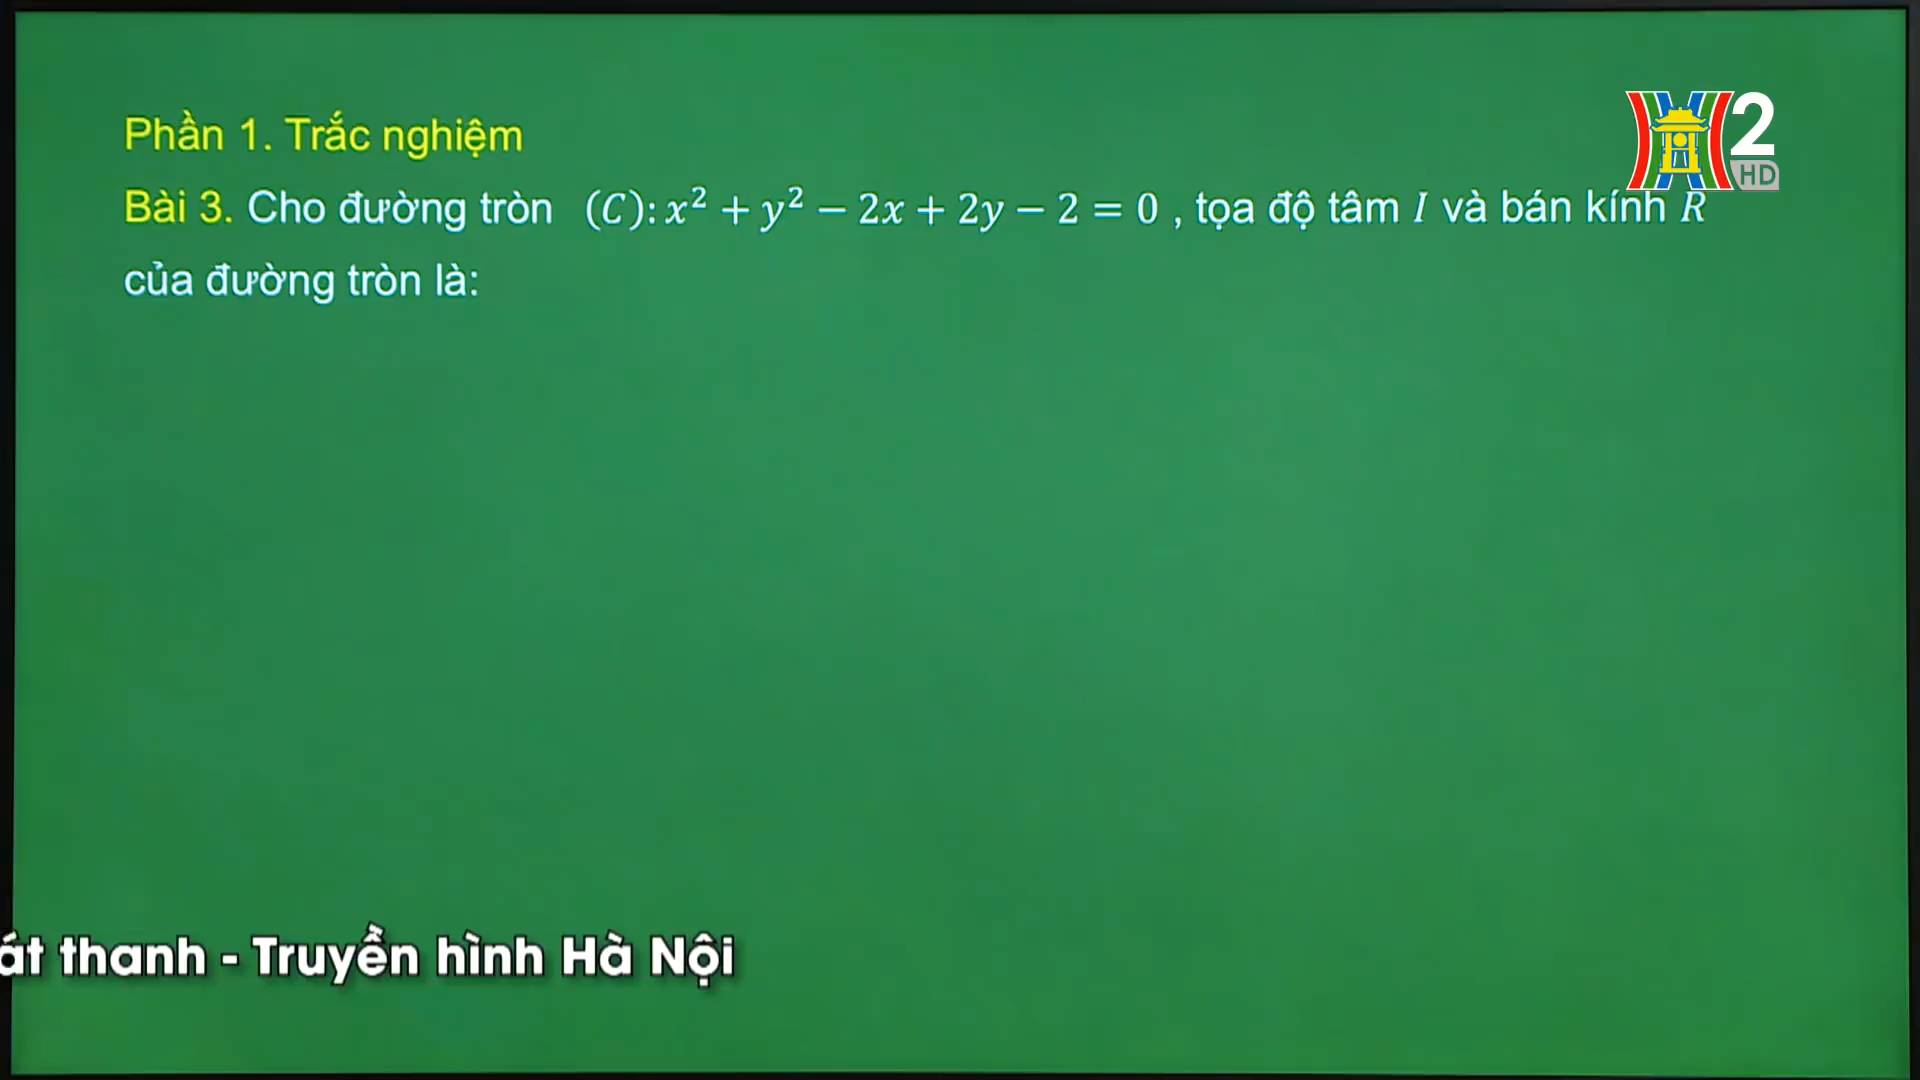 Phần 1. Trắc nghiệm
2
HD
Bài 3. Cho đường tròn (C): x² + y² − 2x + 2y − 2 = 0 , tọa độ tâm I và bán kính R
của đường tròn là:
thanh - Truyền hình Hà Nội